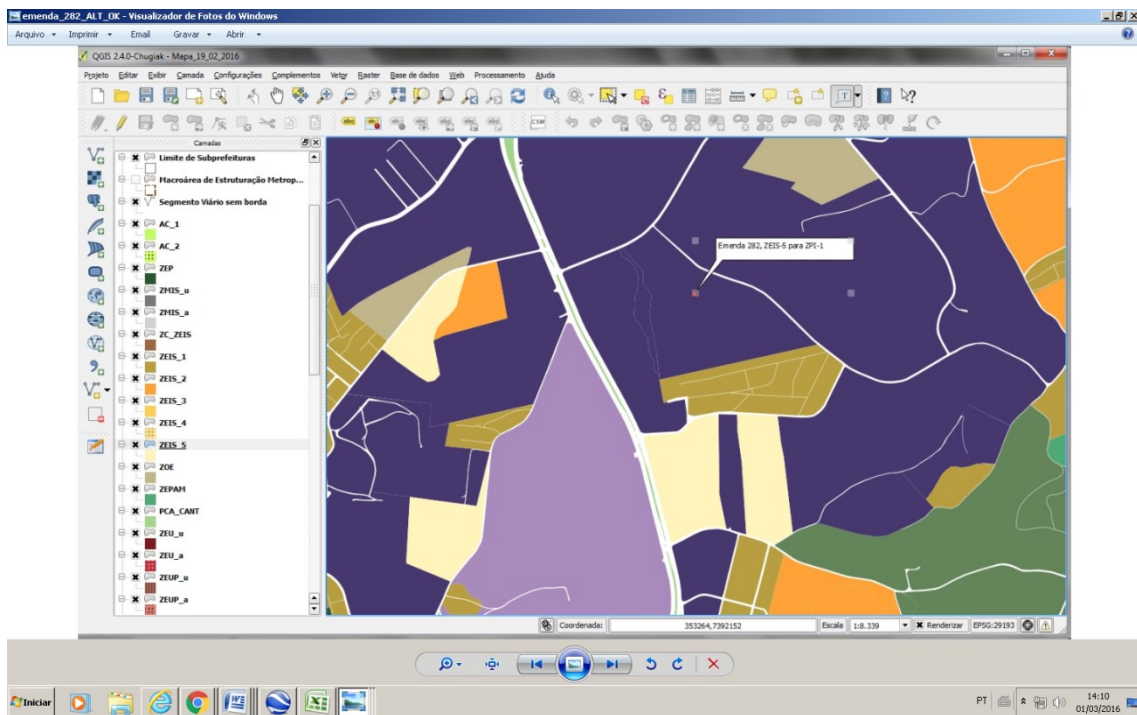 emenda_282_ALT_OK - Visualizador de Fotos do Windows
Arquivo Imprimir Email Gravar Abrir
QGIS 2.4.0-Chugiak - Mapa_19_02_2016
Projeto Editar Exibir Camada Configurações Complementos Vetor Raster Base de dados Web Processamento Ajuda
CSW
Camadas
Limite de Subprefeituras
Macroárea de Estruturação Metrop...
Segmento Viário sem borda
AC_1
AC_2
ZEP
ZMIS_u
ZMIS_a
ZC_ZEIS
ZEIS_1
ZEIS_2
ZEIS_3
ZEIS_4
ZEIS_5
ZOE
ZEPAM
PCA_CANT
ZEU_u
ZEU_a
ZEUP_u
ZEUP_a
Emenda 282, ZEIS-5 para ZPI-1
Coordenada: 353264,7392152 Escala 1:8.339 Renderizar EPSG:29193
Iniciar
PT
14:10
01/03/2016